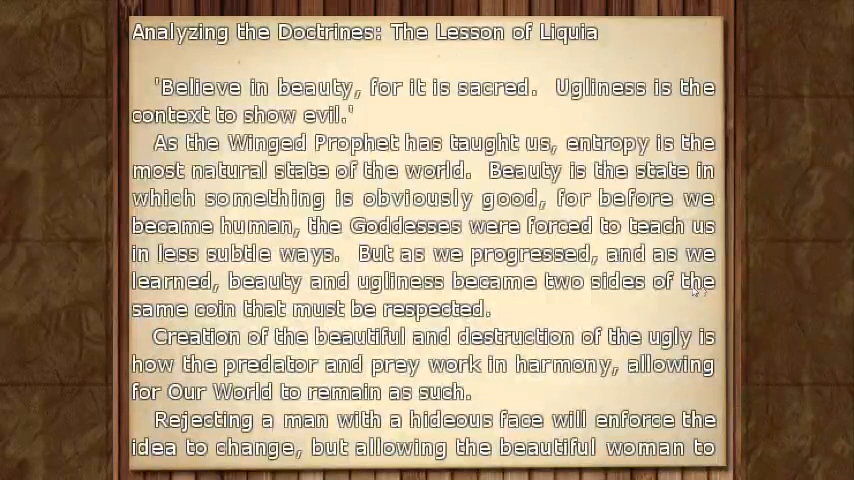 Analyzing the Doctrines: The Lesson of Liquia
'Believe in beauty, for it is sacred. Ugliness is the
context to show evil.'
As the Winged Prophet has taught us, entropy is the
most natural state of the world. Beauty is the state in
which something is obviously good, for before we
became human, the Goddesses were forced to teach us
in less subtle ways. But as we progressed, and as we
learned, beauty and ugliness became two sides of the
same coin that must be respected.
Creation of the beautiful and destruction of the ugly is
how the predator and prey work in harmony, allowing
for Our World to remain as such.
Rejecting a man with a hideous face will enforce the
idea to change, but allowing the beautiful woman to